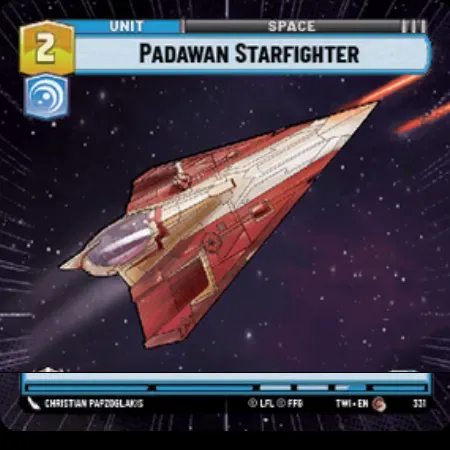 UNIT SPACE
2 PADAWAN STARFIGHTER
CHRISTIAN PAPZOGLAKIS © LFL © FFG TWI • EN 331